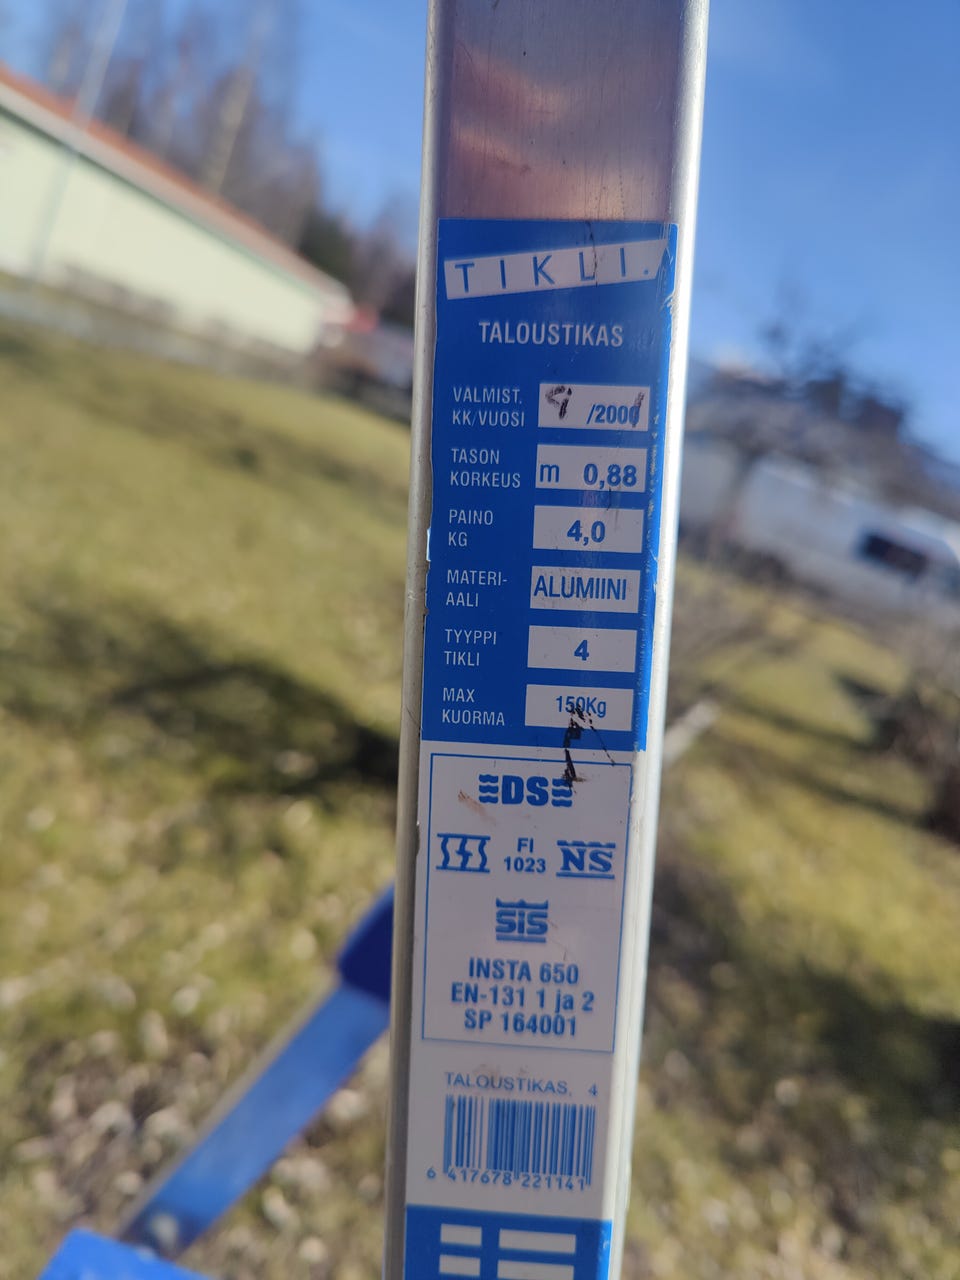 TIKLI.
TALOUSTIKAS
VALMIST.
KK/VUOSI
9 /2000
TASON
KORKEUS
m 0,88
PAINO
KG
4,0
MATERI-
AALI
ALUMIINI
TYYPPI
TIKLI
4
MAX
KUORMA
150Kg
DS
SFS
FI
1023
NS
SIS
INSTA 650
EN-131 1 ja 2
SP 164001
TALOUSTIKAS, 4
6 417678 221141